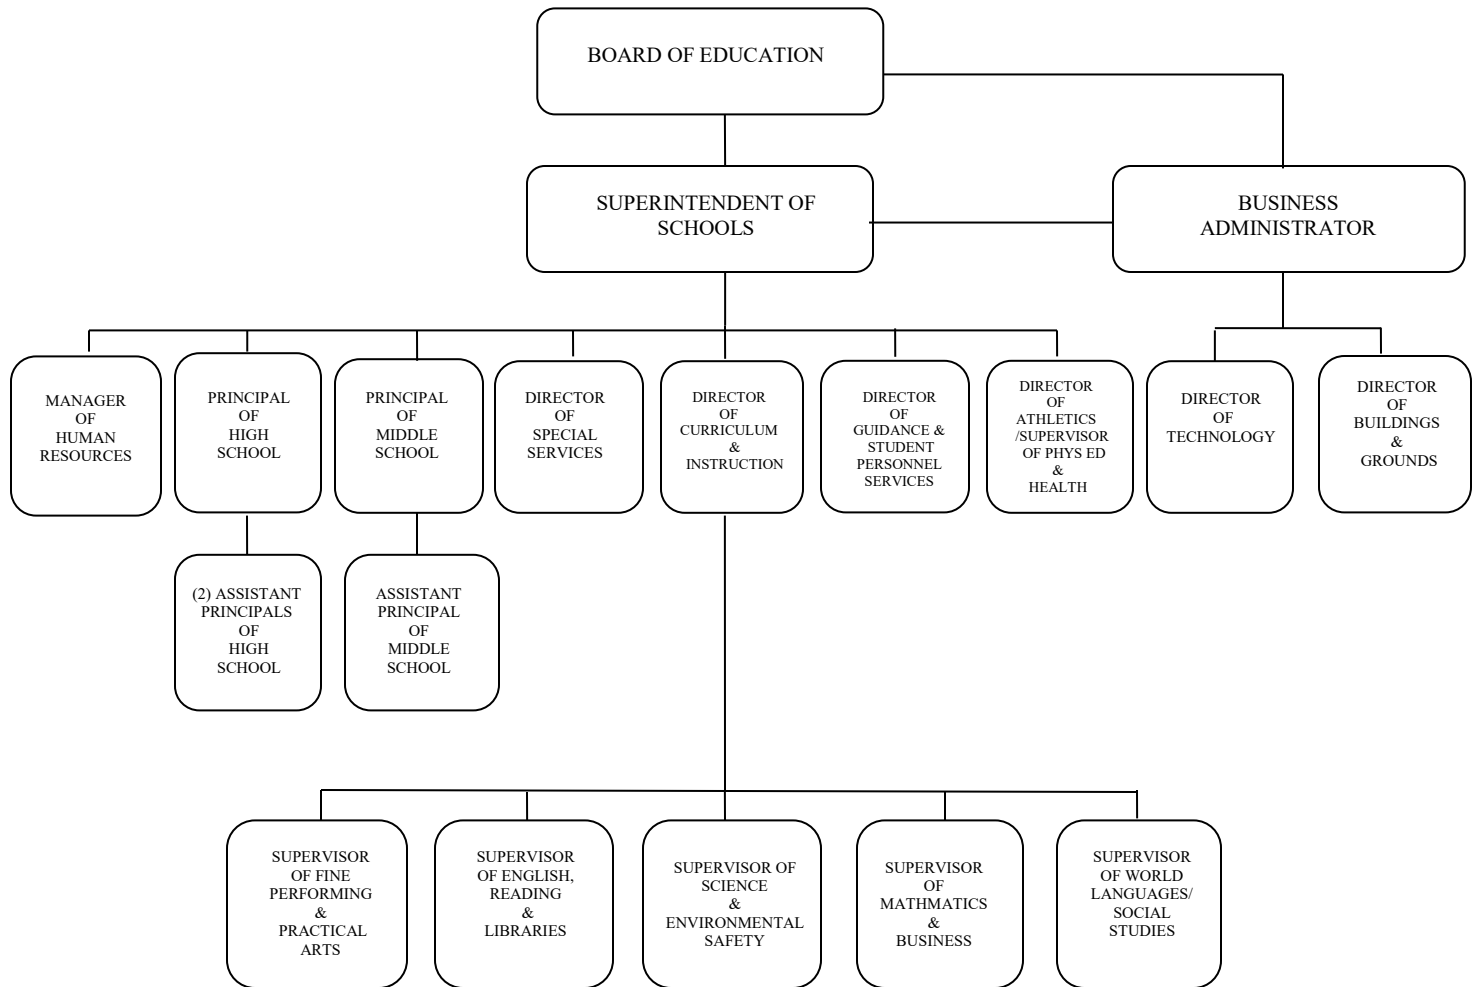 BOARD OF EDUCATION
SUPERINTENDENT OF
SCHOOLS
BUSINESS
ADMINISTRATOR
MANAGER
OF
HUMAN
RESOURCES
PRINCIPAL
OF
HIGH
SCHOOL
PRINCIPAL
OF
MIDDLE
SCHOOL
DIRECTOR
OF
SPECIAL
SERVICES
DIRECTOR
OF
CURRICULUM
&
INSTRUCTION
DIRECTOR
OF
GUIDANCE &
STUDENT
PERSONNEL
SERVICES
DIRECTOR
OF
ATHLETICS
/SUPERVISOR
OF PHYS ED
&
HEALTH
DIRECTOR
OF
TECHNOLOGY
DIRECTOR
OF
BUILDINGS
&
GROUNDS
(2) ASSISTANT
PRINCIPALS
OF
HIGH
SCHOOL
ASSISTANT
PRINCIPAL
OF
MIDDLE
SCHOOL
SUPERVISOR
OF FINE
PERFORMING
&
PRACTICAL
ARTS
SUPERVISOR
OF ENGLISH,
READING
&
LIBRARIES
SUPERVISOR OF
SCIENCE
&
ENVIRONMENTAL
SAFETY
SUPERVISOR
OF
MATHMATICS
&
BUSINESS
SUPERVISOR
OF WORLD
LANGUAGES/
SOCIAL
STUDIES